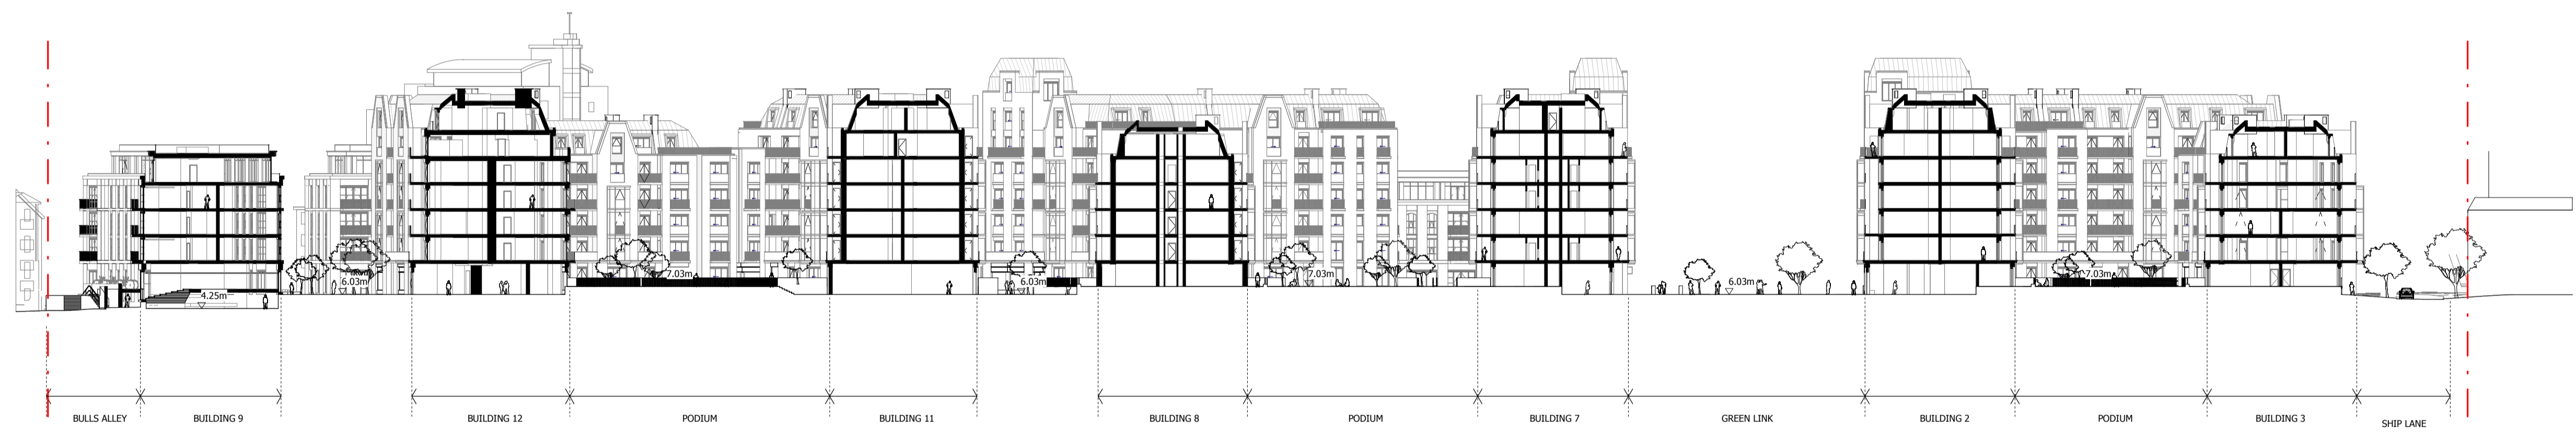 4.25m
6.03m
7.03m
6.03m
7.03m
6.03m
7.03m
BULLS ALLEY
BUILDING 9
BUILDING 12
PODIUM
BUILDING 11
BUILDING 8
PODIUM
BUILDING 7
GREEN LINK
BUILDING 2
PODIUM
BUILDING 3
SHIP LANE